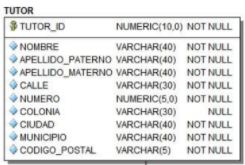 TUTOR
TUTOR_ID NUMERIC(10,0) NOT NULL
NOMBRE VARCHAR(40) NOT NULL
APELLIDO_PATERNO VARCHAR(40) NOT NULL
APELLIDO_MATERNO VARCHAR(40) NOT NULL
CALLE VARCHAR(30) NOT NULL
NUMERO NUMERIC(5,0) NOT NULL
COLONIA VARCHAR(30) NULL
CIUDAD VARCHAR(40) NOT NULL
MUNICIPIO VARCHAR(40) NOT NULL
CODIGO_POSTAL VARCHAR(5) NOT NULL